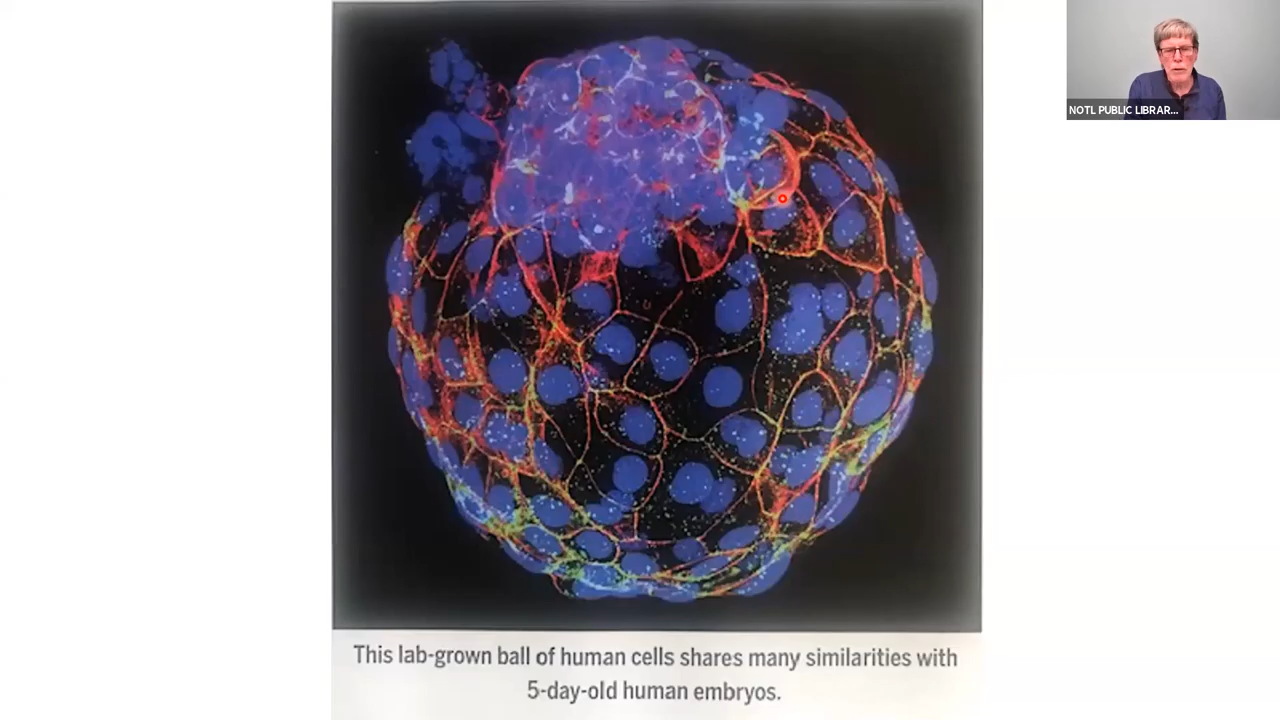 NOTL PUBLIC LIBRAR...
This lab-grown ball of human cells shares many similarities with
5-day-old human embryos.